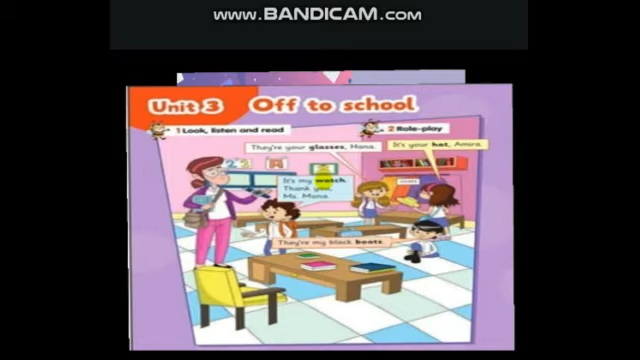 www.BANDICAM.com
Unit 3 Off to school
1 Look, listen and read
2 Role-play
They're your glasses, Hana.
It's your hat, Amira.
It's my watch.
Thank you,
Ms. Mona.
They're my black boots.